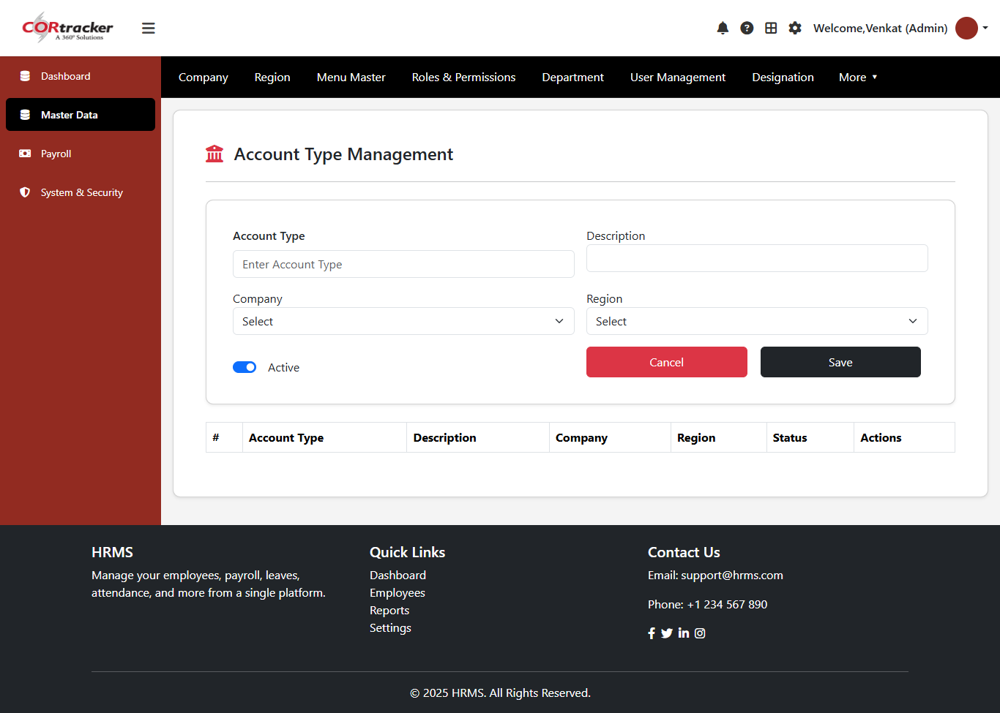 CORtracker
A 360º Solutions
Welcome,Venkat (Admin)
Dashboard
Master Data
Payroll
System & Security
Company Region Menu Master Roles & Permissions Department User Management Designation More
Account Type Management
Account Type Description
Enter Account Type
Company Region
Select Select
Active Cancel Save
# Account Type Description Company Region Status Actions
HRMS
Manage your employees, payroll, leaves,
attendance, and more from a single platform.
Quick Links
Dashboard
Employees
Reports
Settings
Contact Us
Email: support@hrms.com
Phone: +1 234 567 890
© 2025 HRMS. All Rights Reserved.